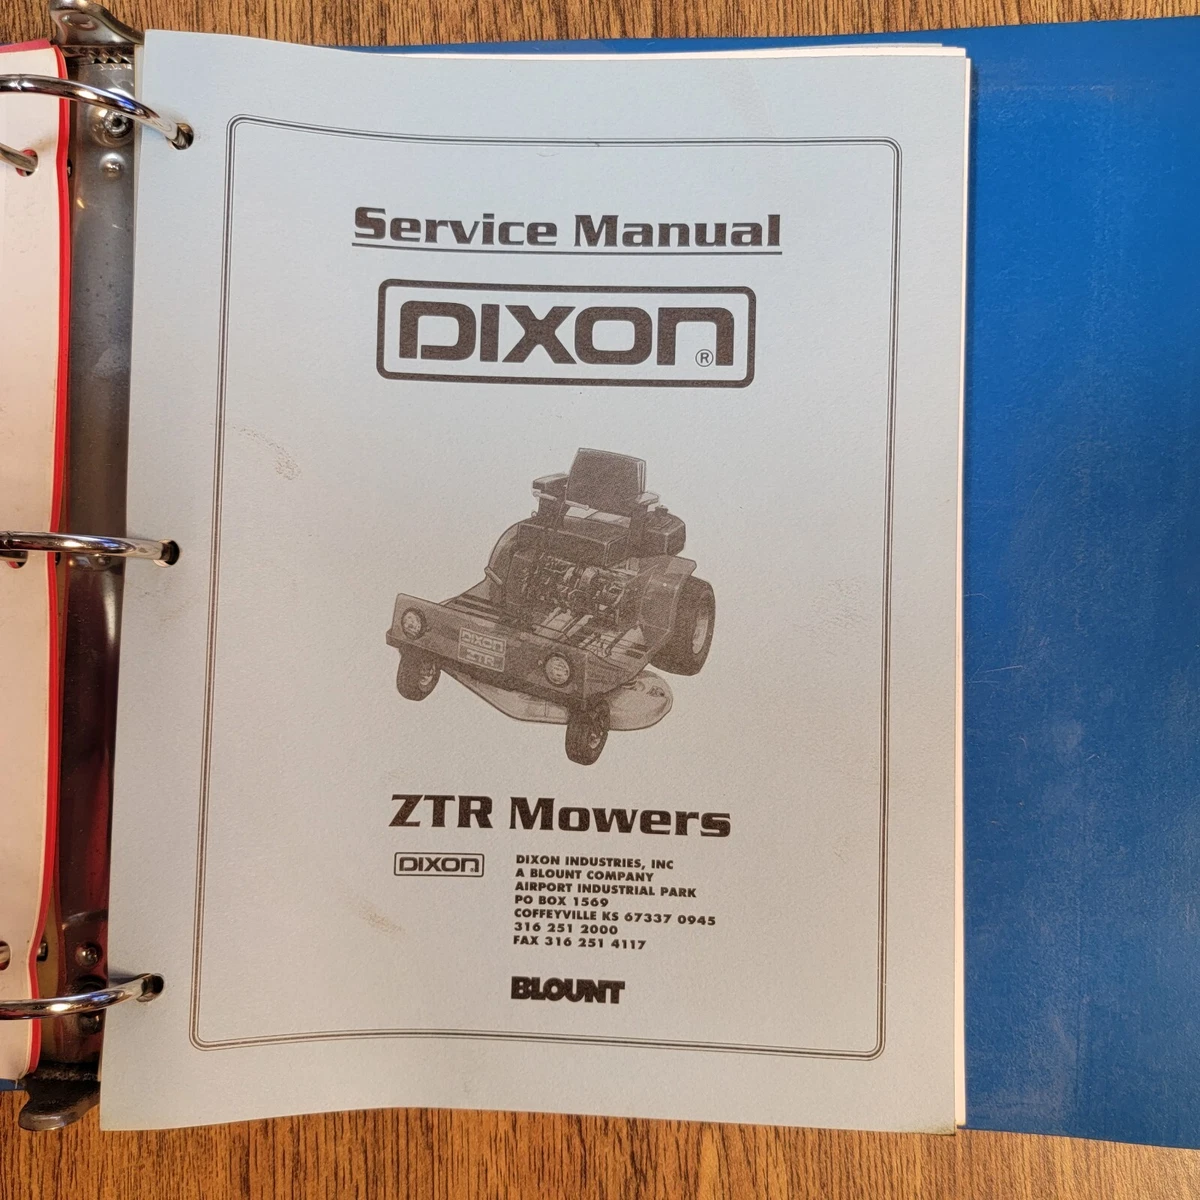 Service Manual
DIXON®
DIXON
ZTR
ZTR Mowers
DIXON®
DIXON INDUSTRIES, INC
A BLOUNT COMPANY
AIRPORT INDUSTRIAL PARK
PO BOX 1569
COFFEYVILLE KS 67337 0945
316 251 2000
FAX 316 251 4117
BLOUNT